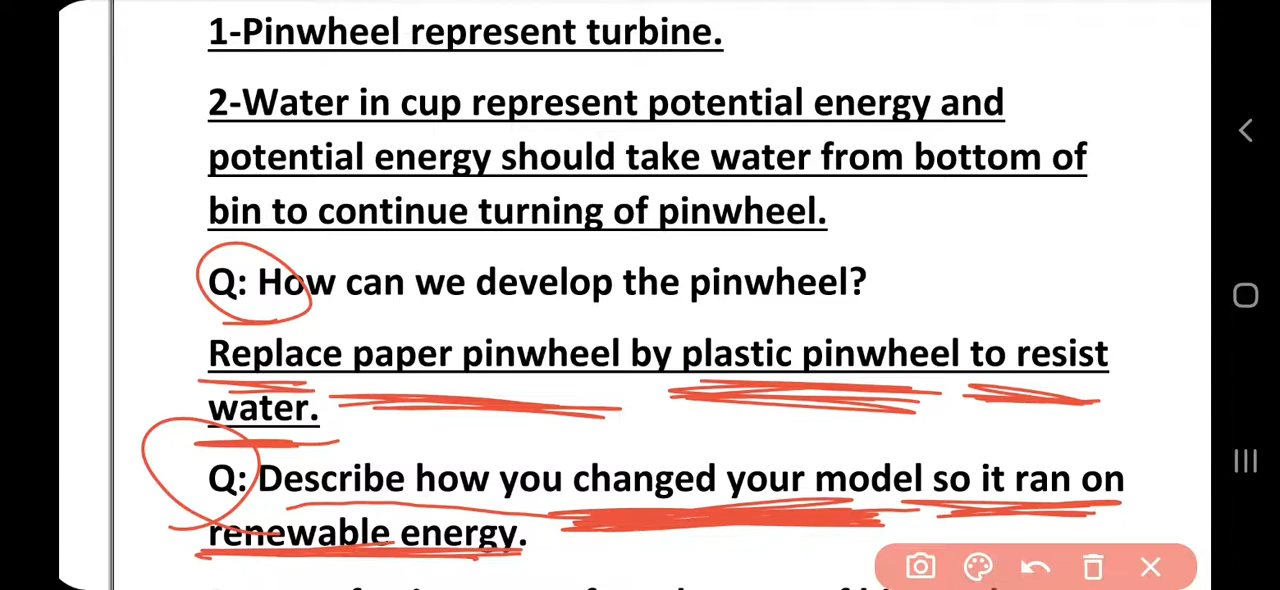 1-Pinwheel represent turbine.
2-Water in cup represent potential energy and
potential energy should take water from bottom of
bin to continue turning of pinwheel.
Q: How can we develop the pinwheel?
Replace paper pinwheel by plastic pinwheel to resist
water.
Q: Describe how you changed your model so it ran on
renewable energy.